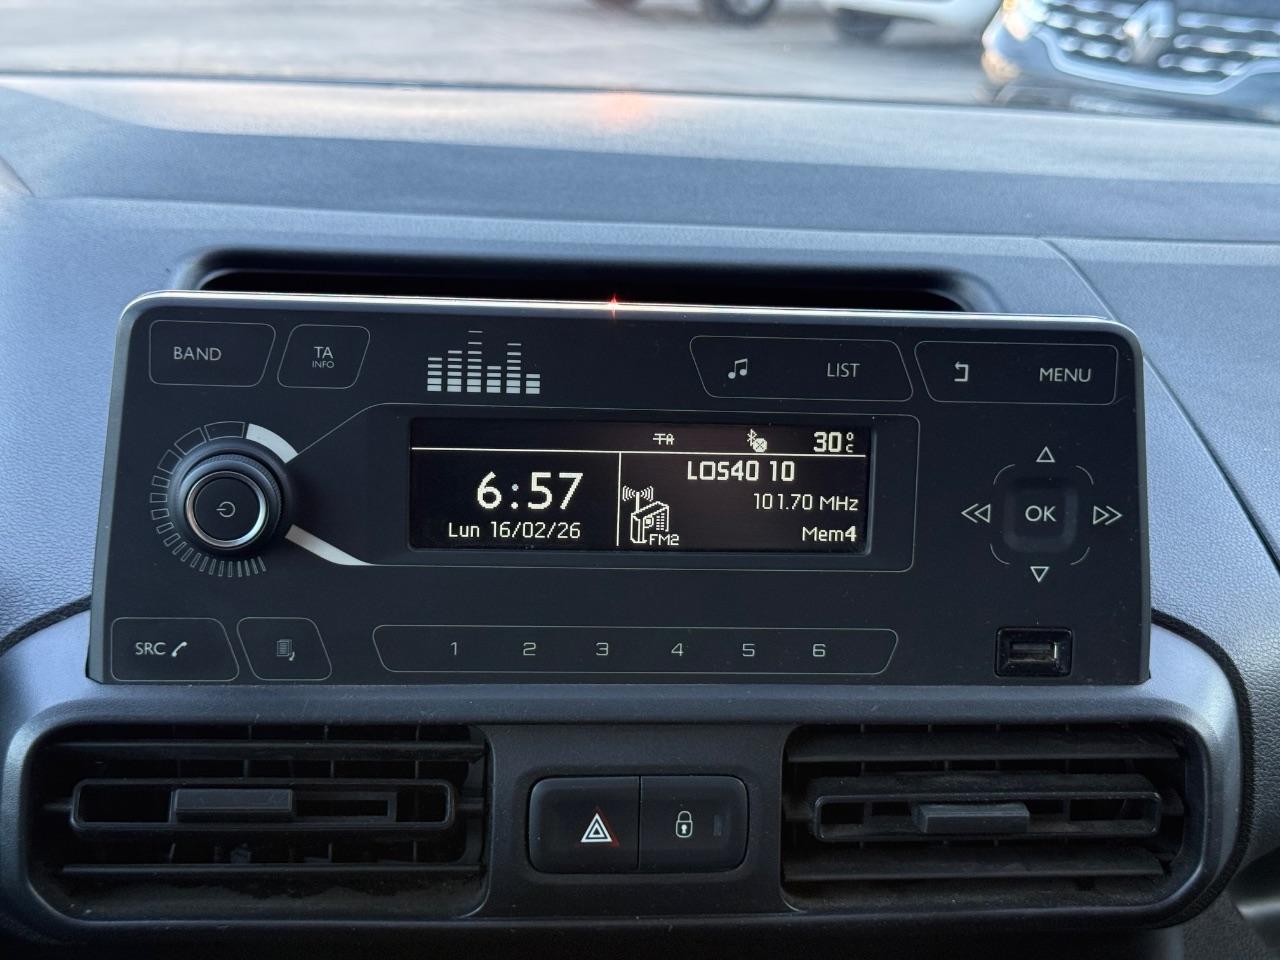 BAND
TA
INFO
LIST
MENU
TA
30°C
6:57
LOS40 10
101.70 MHz
Lun 16/02/26
FM2
Mem4
OK
SRC
1 2 3 4 5 6